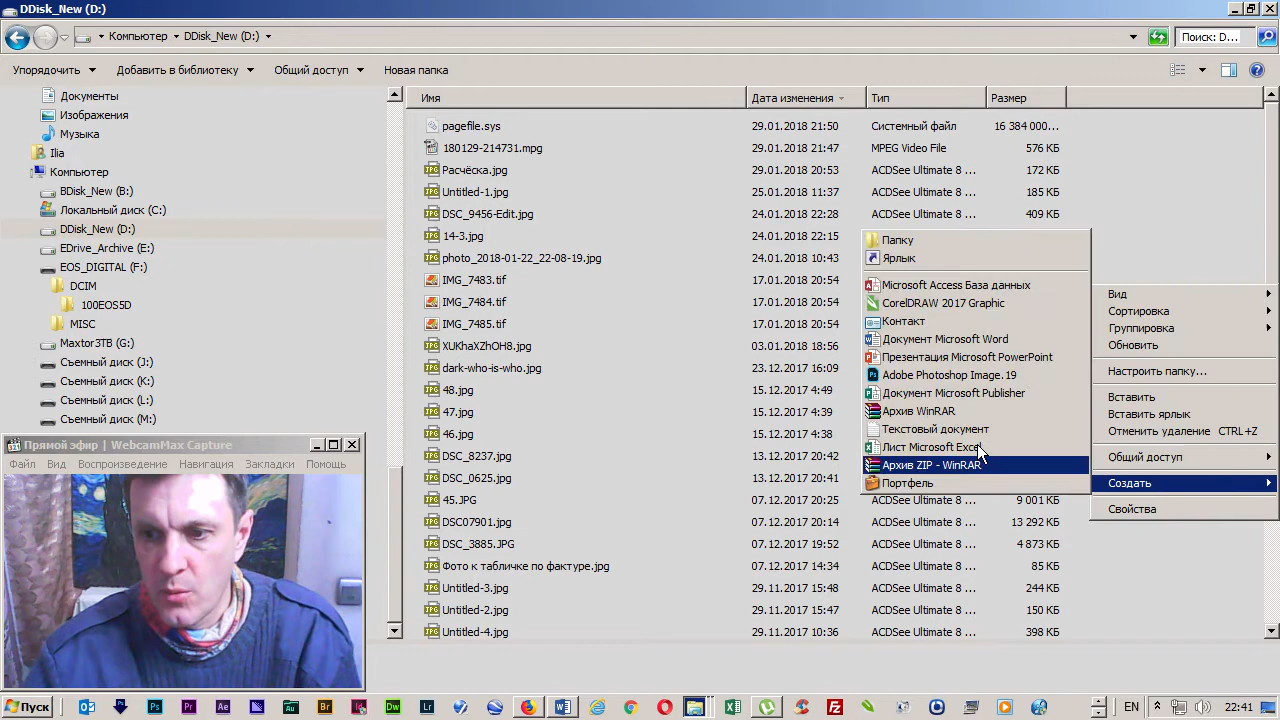 DDisk_New (D:)
Компьютер DDisk_New (D:)
Поиск: D...
Упорядочить Добавить в библиотеку Общий доступ Новая папка
Документы
Изображения
Музыка
Ilia
Компьютер
BDisk_New (B:)
Локальный диск (C:)
DDisk_New (D:)
EDrive_Archive (E:)
EOS_DIGITAL (F:)
DCIM
100EOS5D
MISC
Maxtor3TB (G:)
Съемный диск (J:)
Съемный диск (K:)
Съемный диск (L:)
Съемный диск (M:)
Имя Дата изменения Тип Размер
pagefile.sys 29.01.2018 21:50 Системный файл 16 384 000...
180129-214731.mpg 29.01.2018 21:47 MPEG Video File 576 КБ
Расчёска.jpg 29.01.2018 20:53 ACDSee Ultimate 8 ... 172 КБ
Untitled-1.jpg 25.01.2018 11:37 ACDSee Ultimate 8 ... 185 КБ
DSC_9456-Edit.jpg 24.01.2018 22:28 ACDSee Ultimate 8 ... 409 КБ
14-3.jpg 24.01.2018 22:15
photo_2018-01-22_22-08-19.jpg 24.01.2018 10:43
IMG_7483.tif 17.01.2018 20:54
IMG_7484.tif 17.01.2018 20:54
IMG_7485.tif 17.01.2018 20:54
XUKhaXZhOH8.jpg 03.01.2018 18:56
dark-who-is-who.jpg 23.12.2017 16:09
48.jpg 15.12.2017 4:49
47.jpg 15.12.2017 4:39
46.jpg 15.12.2017 4:38
DSC_8237.jpg 13.12.2017 20:42
DSC_3886.JPG 13.12.2017 20:41
45.JPG ACDSee Ultimate 8 ... 9 001 КБ
DSC07901.jpg 07.12.2017 20:14 ACDSee Ultimate 8 ... 13 292 КБ
DSC_3885.JPG 07.12.2017 19:52 ACDSee Ultimate 8 ... 4 873 КБ
Фото к табличке по фактуре.jpg 07.12.2017 14:34 ACDSee Ultimate 8 ... 85 КБ
Untitled-3.jpg 29.11.2017 15:48 ACDSee Ultimate 8 ... 244 КБ
Untitled-2.jpg 29.11.2017 15:47 ACDSee Ultimate 8 ... 150 КБ
Untitled-4.jpg 29.11.2017 10:36 ACDSee Ultimate 8 ... 398 КБ
Папку
Ярлык
Microsoft Access База данных
CorelDRAW 2017 Graphic
Контакт
Документ Microsoft Word
Презентация Microsoft PowerPoint
Adobe Photoshop Image.19
Документ Microsoft Publisher
Архив WinRAR
Текстовый документ
Лист Microsoft Excel
Архив ZIP - WinRAR
Портфель
Вид
Сортировка
Группировка
Обновить
Настроить папку...
Вставить
Вставить ярлык
Отменить удаление CTRL+Z
Общий доступ
Создать
Свойства
Прямой эфир | WebcamMax Capture
Файл Вид Воспроизведение Навигация Закладки Помощь
Пуск
EN 22:41